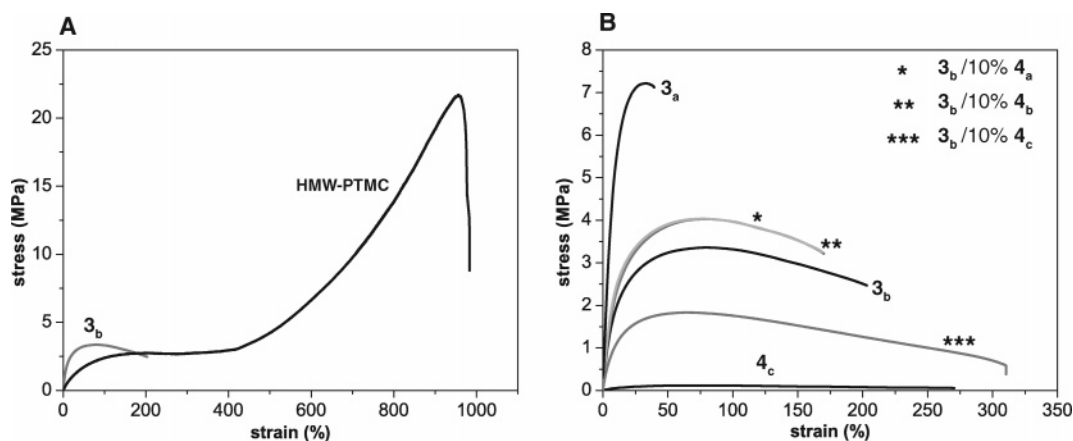 A
25
20
15
10
5
0
stress (MPa)
HMW-PTMC
3b
0 200 400 600 800 1000
strain (%)
B
8
7
6
5
4
3
2
1
0
stress (MPa)
* 3b /10% 4a
** 3b /10% 4b
*** 3b /10% 4c
3a
*
**
3b
***
4c
0 50 100 150 200 250 300 350
strain (%)